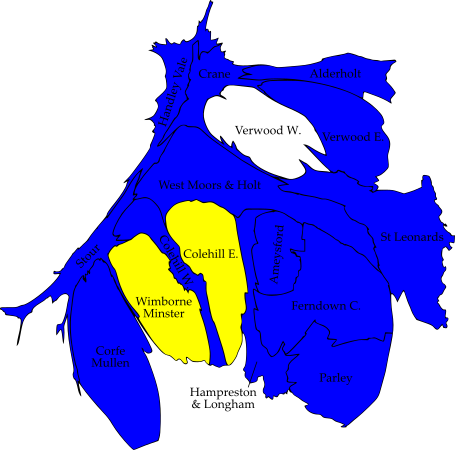 Handley Vale
Crane
Alderholt
Verwood W.
Verwood E.
West Moors & Holt
St Leonards
Ameysford
Colehill W.
Colehill E.
Stour
Wimborne
Minster
Ferndown C.
Corfe
Mullen
Parley
Hampreston
& Longham